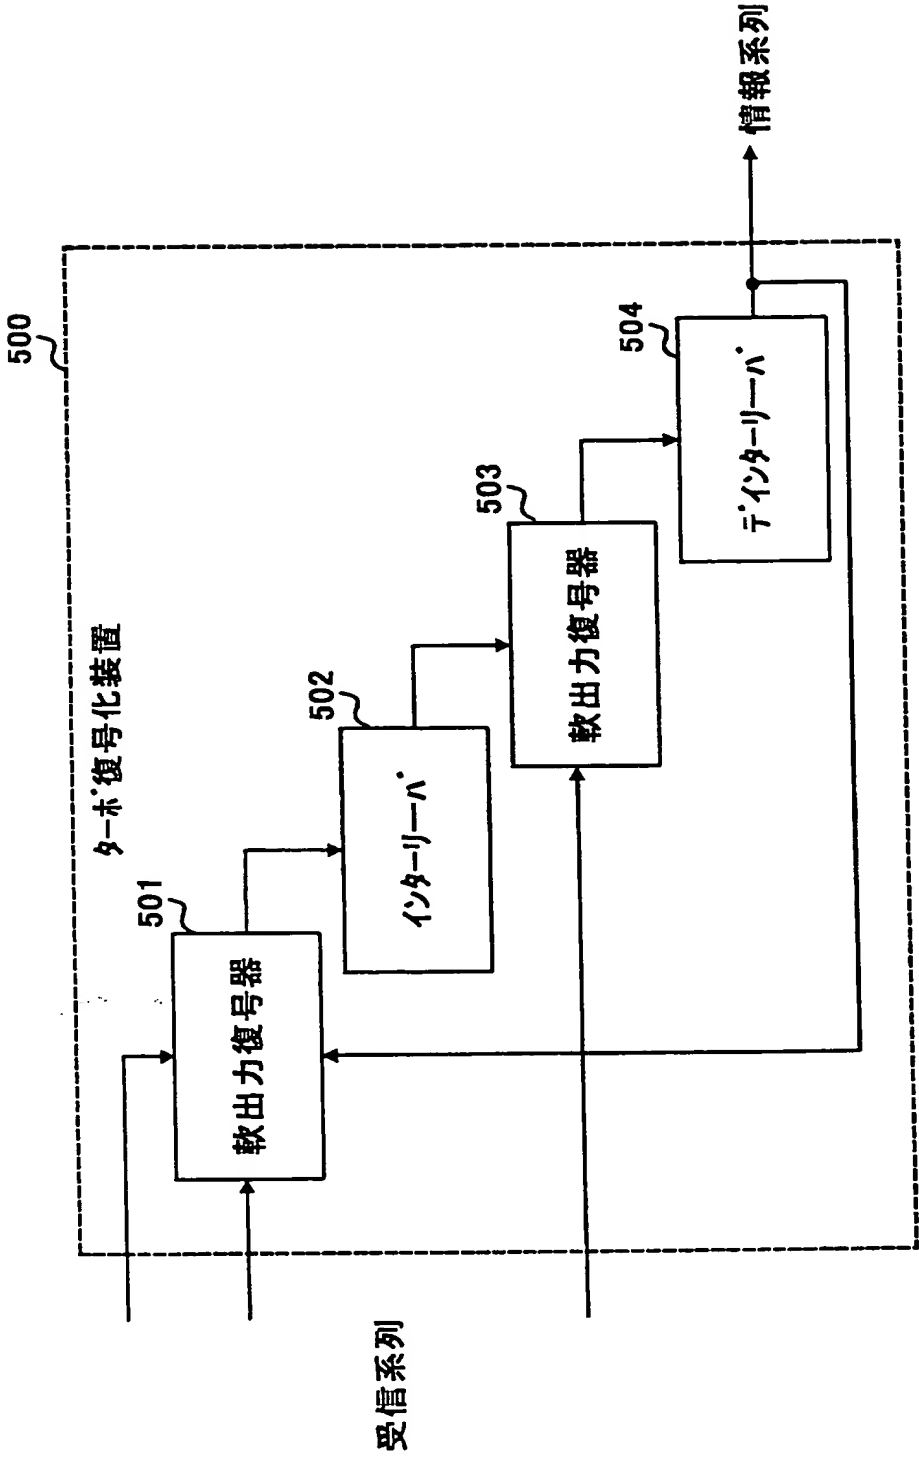 500
ターボ復号化装置
501
軟出力復号器
502
インターリーバ
503
軟出力復号器
504
デインターリーバ
受信系列
情報系列